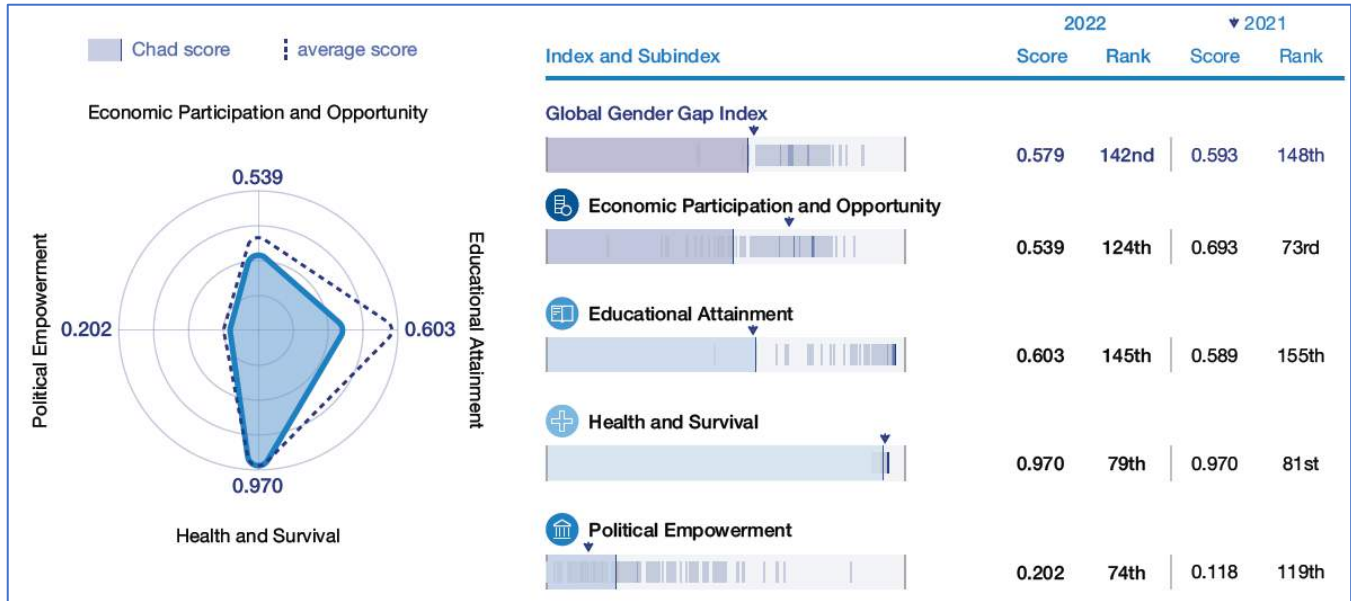 Chad score
average score
Economic Participation and Opportunity
0.539
Political Empowerment
0.202
0.603
Educational Attainment
0.970
Health and Survival
2022
2021
Index and Subindex
Score Rank Score Rank
Global Gender Gap Index
0.579 142nd 0.593 148th
Economic Participation and Opportunity
0.539 124th 0.693 73rd
Educational Attainment
0.603 145th 0.589 155th
Health and Survival
0.970 79th 0.970 81st
Political Empowerment
0.202 74th 0.118 119th